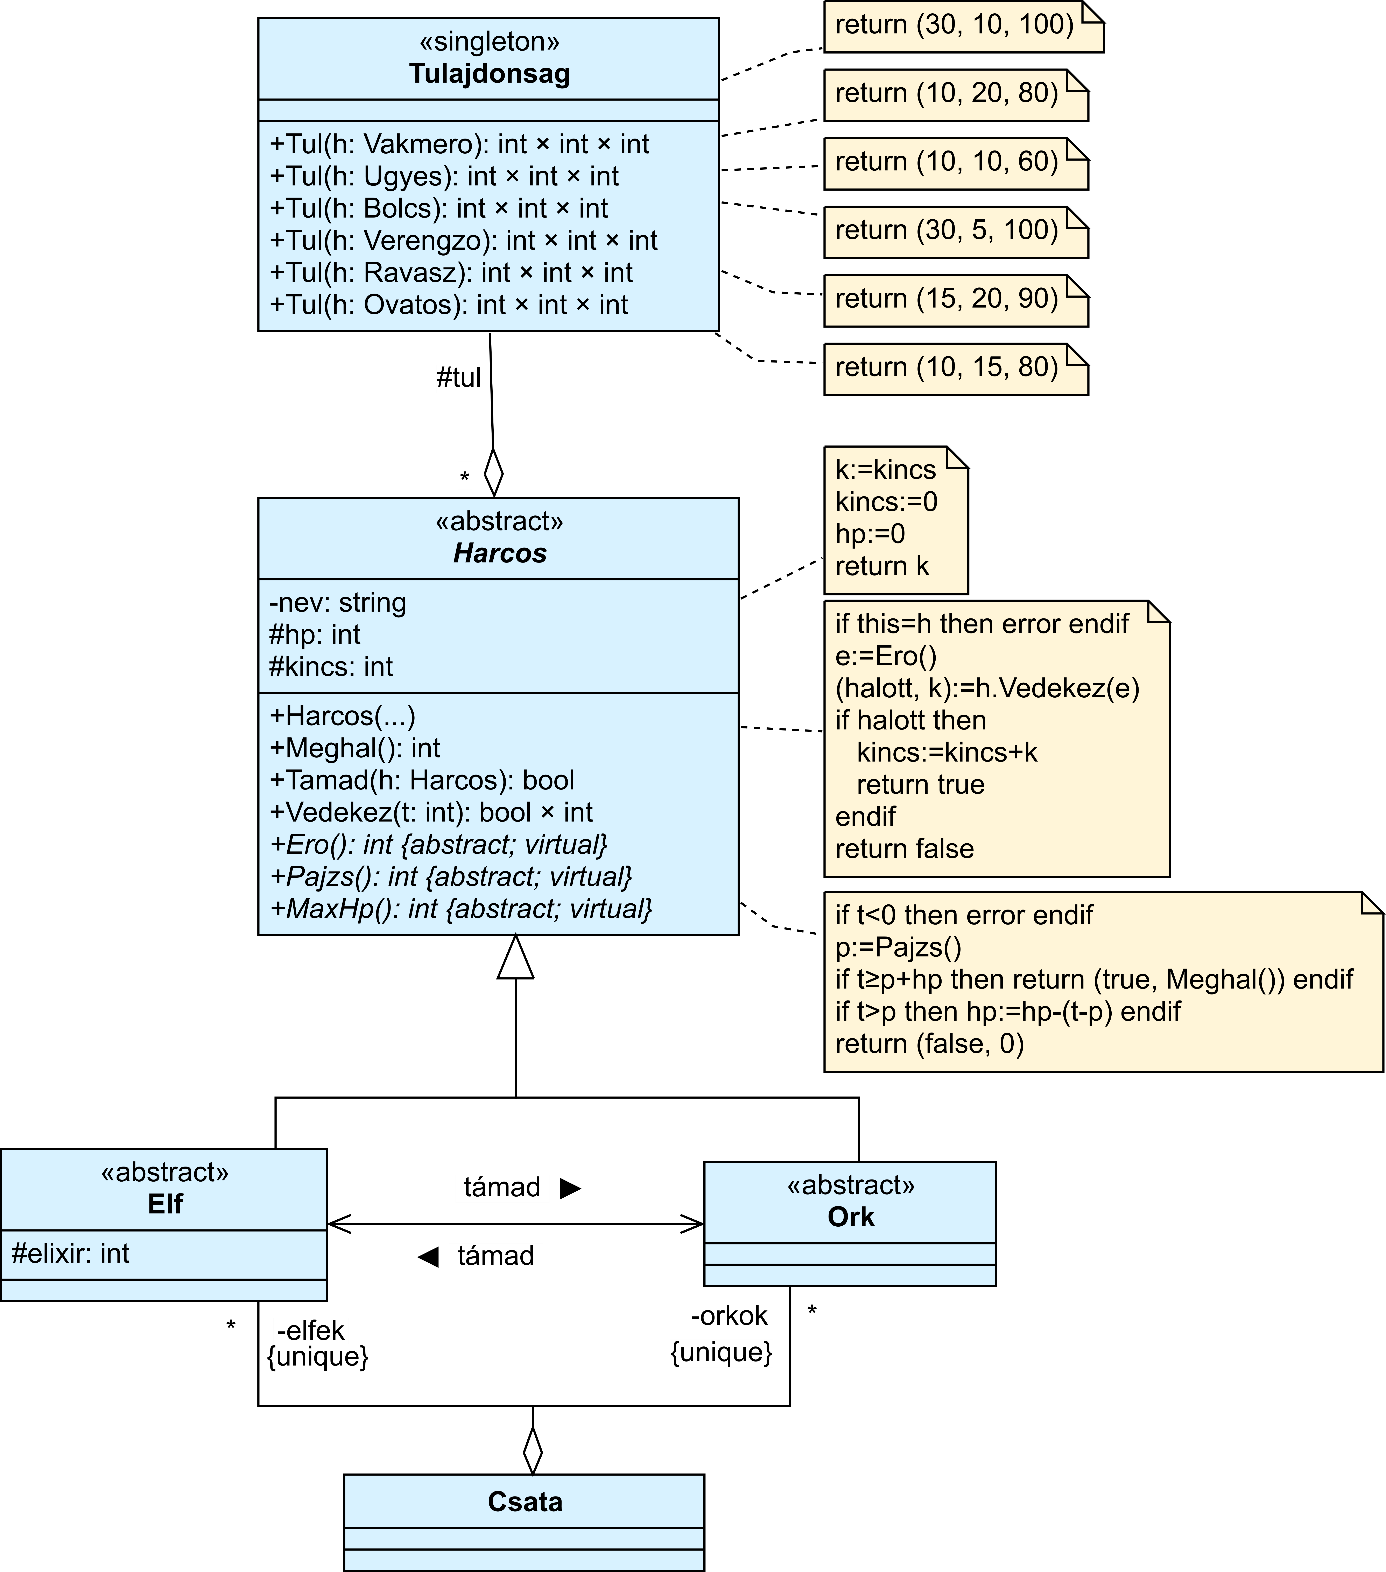 «singleton»
Tulajdonsag
+Tul(h: Vakmero): int × int × int
+Tul(h: Ugyes): int × int × int
+Tul(h: Bolcs): int × int × int
+Tul(h: Verengzo): int × int × int
+Tul(h: Ravasz): int × int × int
+Tul(h: Ovatos): int × int × int
return (30, 10, 100)
return (10, 20, 80)
return (10, 10, 60)
return (30, 5, 100)
return (15, 20, 90)
return (10, 15, 80)
#tul
*
«abstract»
Harcos
-nev: string
#hp: int
#kincs: int
+Harcos(...)
+Meghal(): int
+Tamad(h: Harcos): bool
+Vedekez(t: int): bool × int
+Ero(): int {abstract; virtual}
+Pajzs(): int {abstract; virtual}
+MaxHp(): int {abstract; virtual}
k:=kincs
kincs:=0
hp:=0
return k
if this=h then error endif
e:=Ero()
(halott, k):=h.Vedekez(e)
if halott then
kincs:=kincs+k
return true
endif
return false
if t<0 then error endif
p:=Pajzs()
if t≥p+hp then return (true, Meghal()) endif
if t>p then hp:=hp-(t-p) endif
return (false, 0)
«abstract»
Elf
#elixir: int
támad ►
◄ támad
«abstract»
Ork
*
-elfek
{unique}
-orkok
{unique}
*
Csata